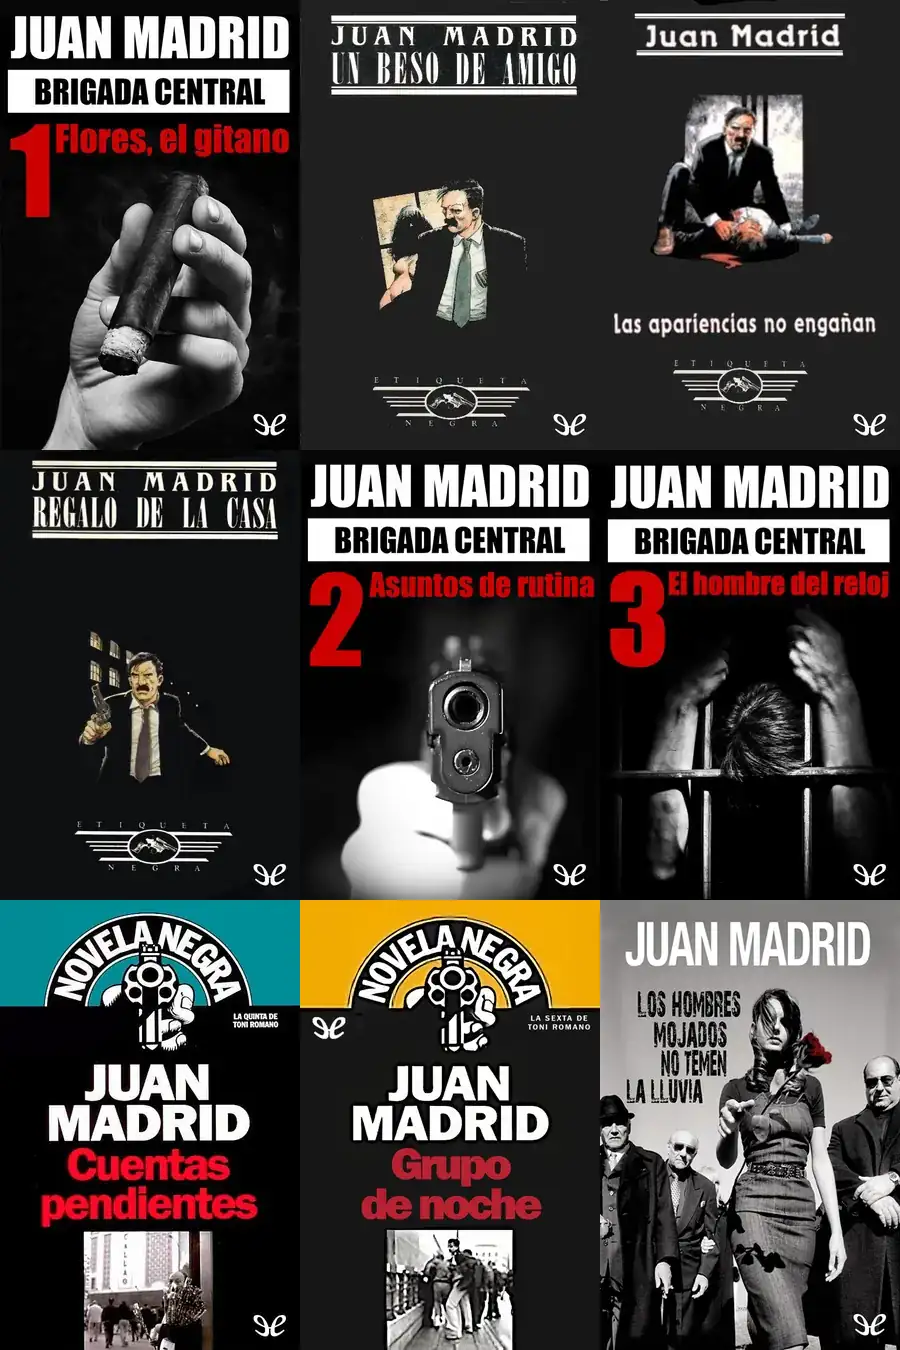 JUAN MADRID
BRIGADA CENTRAL
1 Flores, el gitano
JUAN MADRID
UN BESO DE AMIGO
ETIQUETA
NEGRA
Juan Madrid
Las apariencias no engañan
ETIQUETA
NEGRA
JUAN MADRID
REGALO DE LA CASA
ETIQUETA
NEGRA
JUAN MADRID
BRIGADA CENTRAL
2 Asuntos de rutina
JUAN MADRID
BRIGADA CENTRAL
3 El hombre del reloj
NOVELA NEGRA
LA QUINTA DE
TONI ROMANO
JUAN
MADRID
Cuentas
pendientes
CALLAO
NOVELA NEGRA
LA SEXTA DE
TONI ROMANO
JUAN
MADRID
Grupo
de noche
JUAN MADRID
LOS HOMBRES
MOJADOS
NO TEMEN
LA LLUVIA